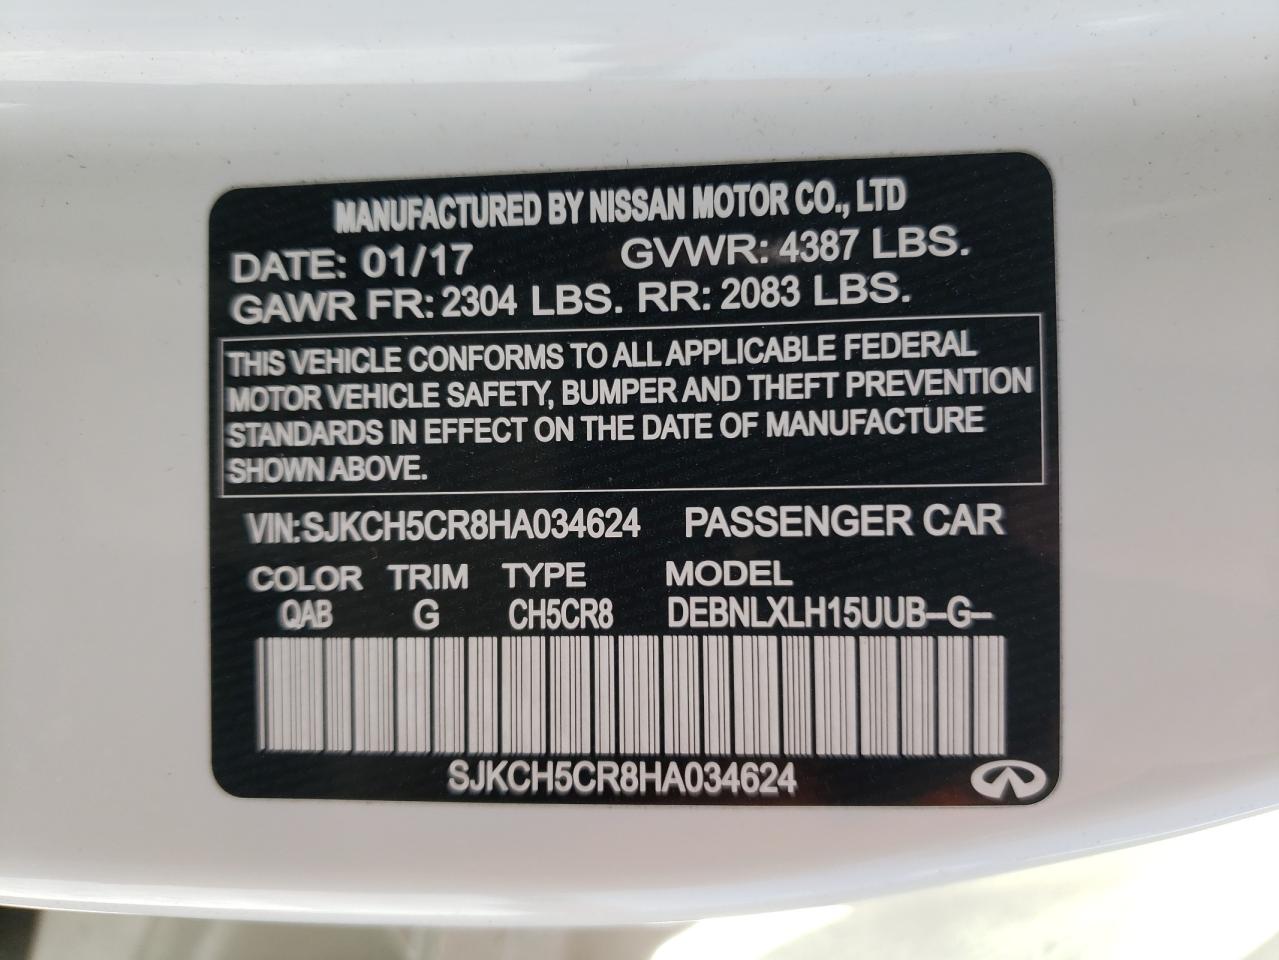 MANUFACTURED BY NISSAN MOTOR CO., LTD
DATE: 01/17 GVWR: 4387 LBS.
GAWR FR: 2304 LBS. RR: 2083 LBS.
THIS VEHICLE CONFORMS TO ALL APPLICABLE FEDERAL
MOTOR VEHICLE SAFETY, BUMPER AND THEFT PREVENTION
STANDARDS IN EFFECT ON THE DATE OF MANUFACTURE
SHOWN ABOVE.
VIN:SJKCH5CR8HA034624 PASSENGER CAR
COLOR TRIM TYPE MODEL
QAB G CH5CR8 DEBNLXLH15UUB-G-
SJKCH5CR8HA034624